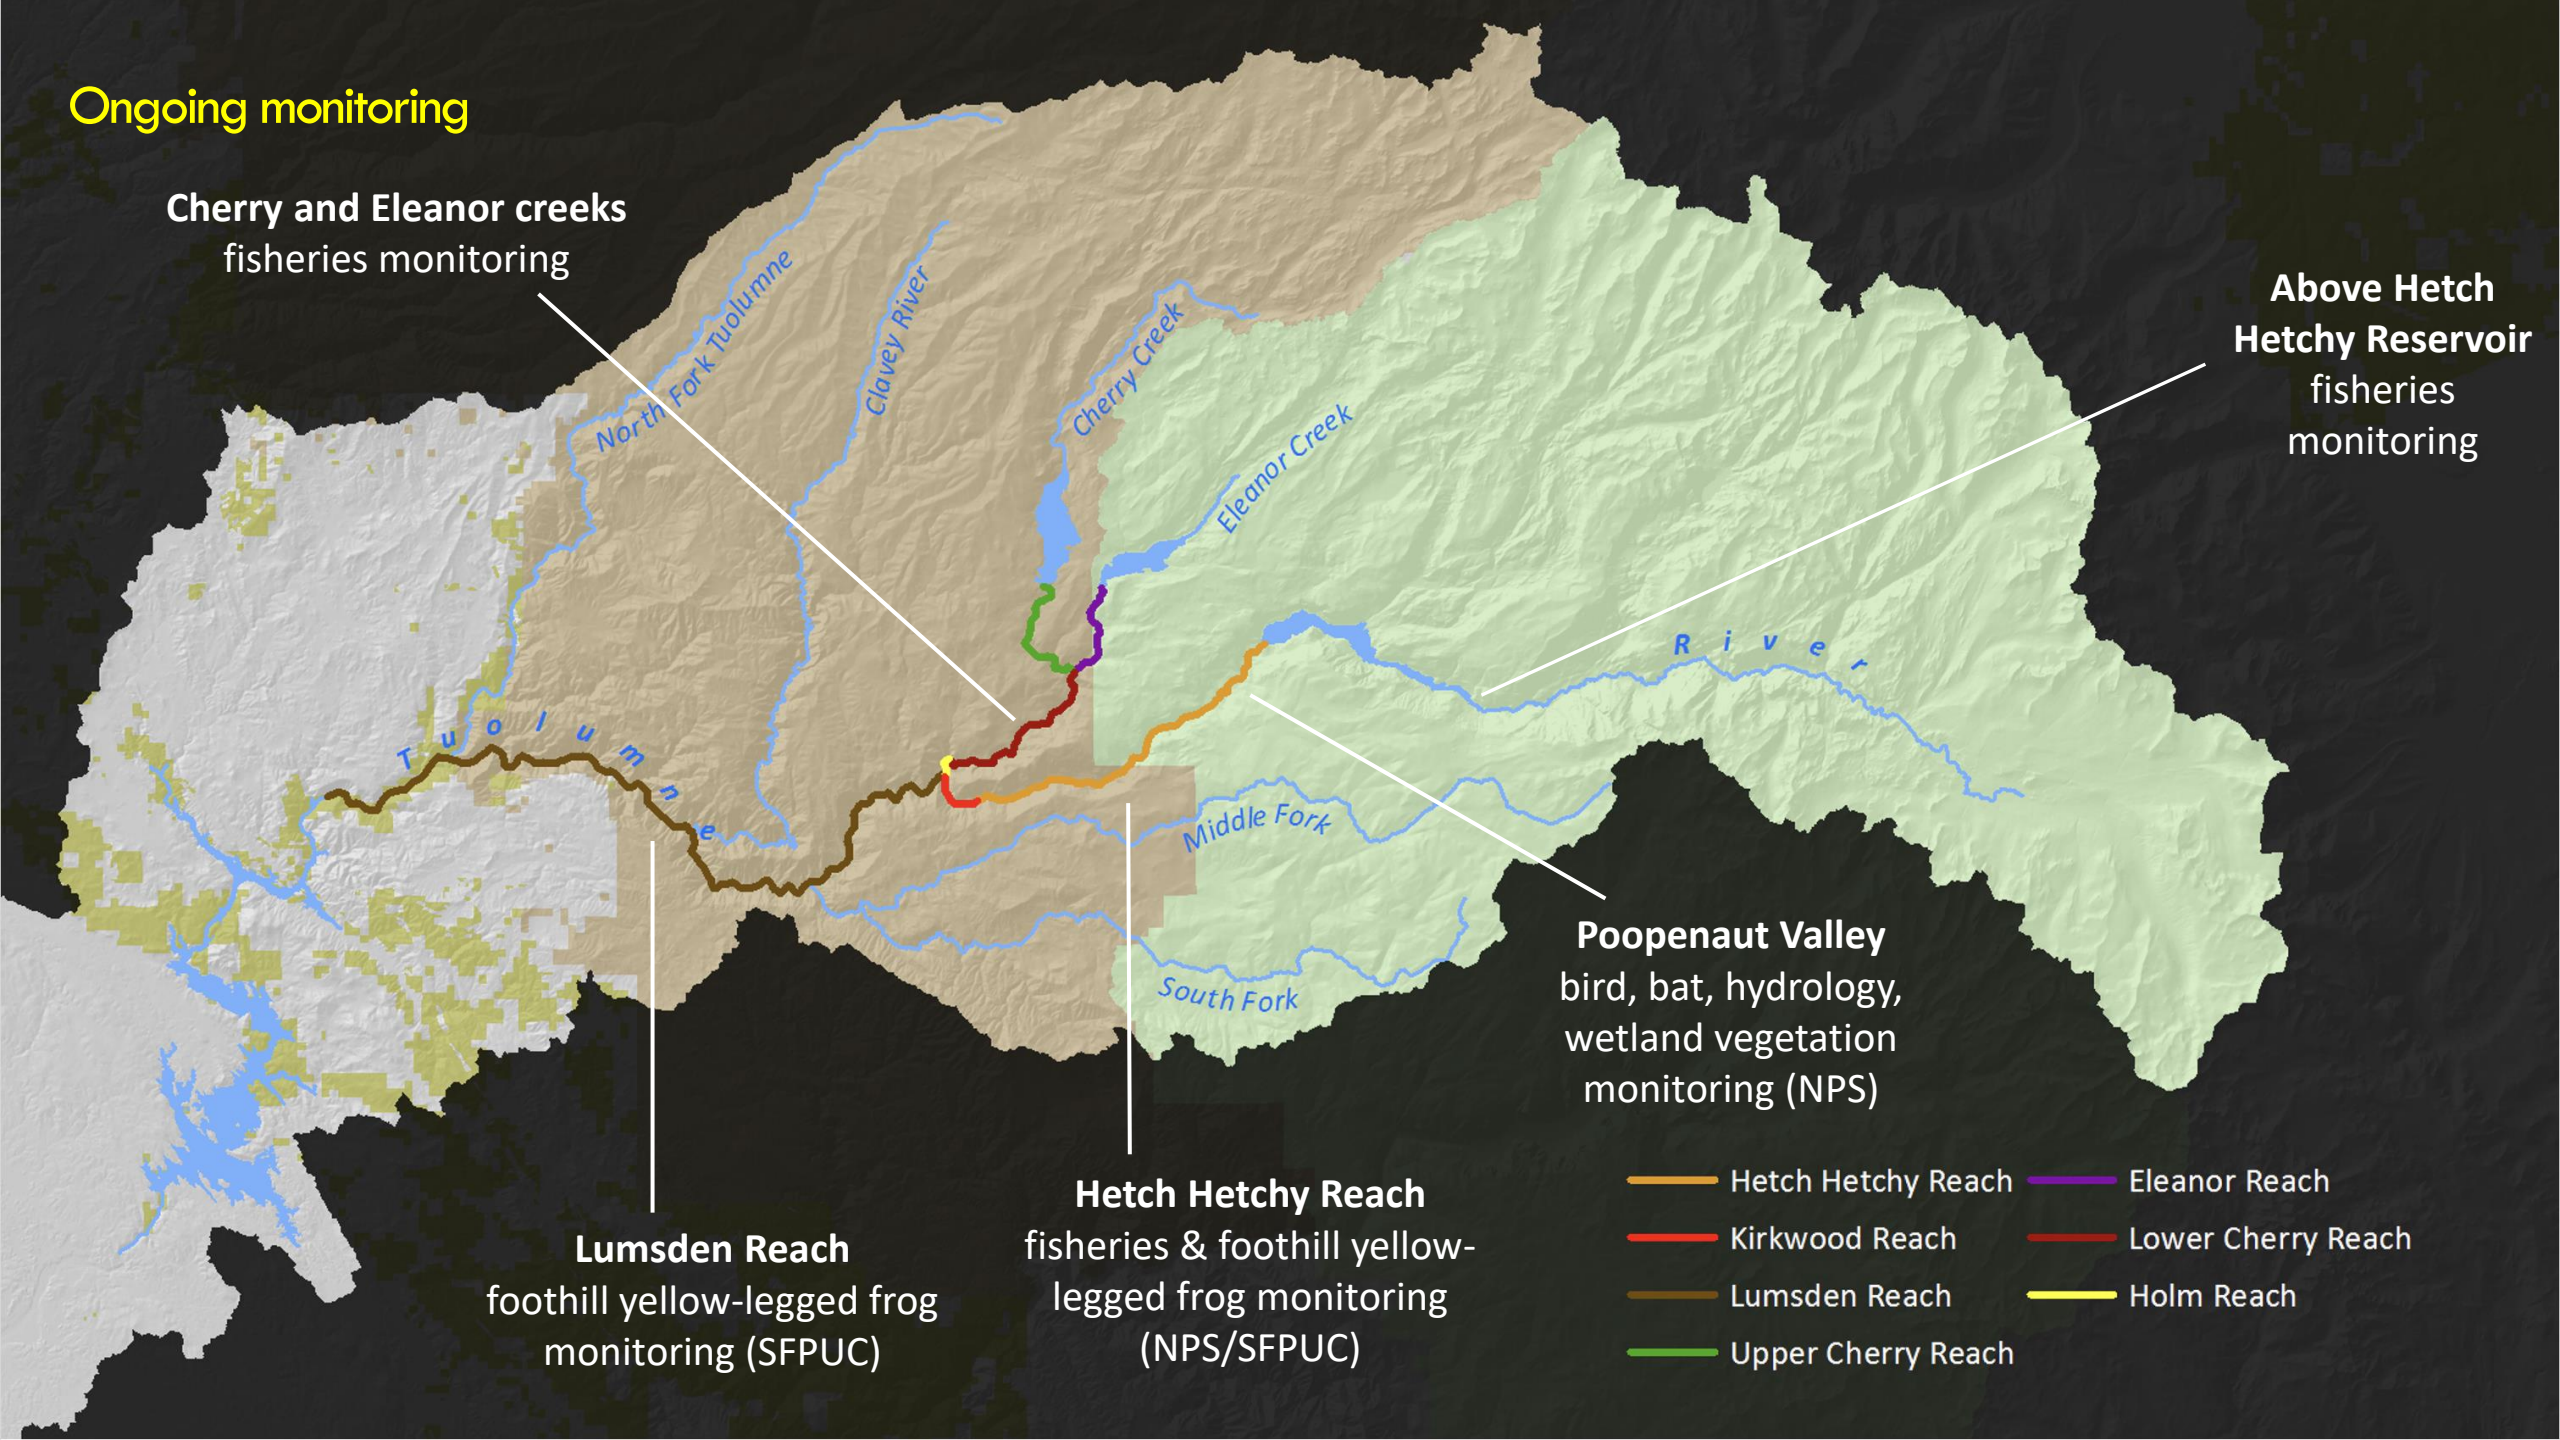 Ongoing monitoring
Cherry and Eleanor creeks
fisheries monitoring
Above Hetch
Hetchy Reservoir
fisheries
monitoring
North Fork Tuolumne
Clavey River
Cherry Creek
Eleanor Creek
Tuolumne
River
Middle Fork
South Fork
Poopenaut Valley
bird, bat, hydrology,
wetland vegetation
monitoring (NPS)
Lumsden Reach
foothill yellow-legged frog
monitoring (SFPUC)
Hetch Hetchy Reach
fisheries & foothill yellow-
legged frog monitoring
(NPS/SFPUC)
Hetch Hetchy Reach
Kirkwood Reach
Lumsden Reach
Upper Cherry Reach
Eleanor Reach
Lower Cherry Reach
Holm Reach